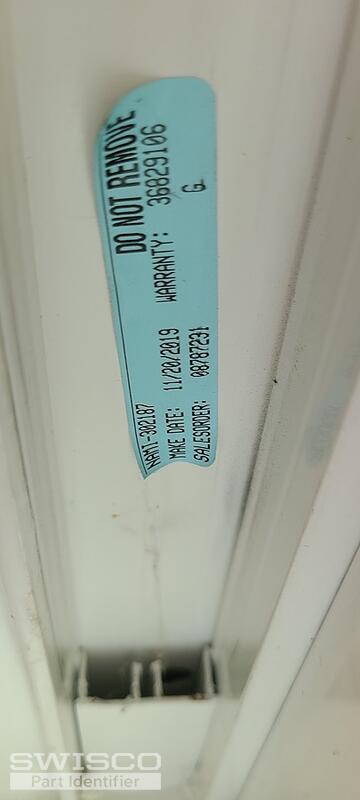 DO NOT REMOVE
NAMI-302187
MAKE DATE: 11/20/2019 WARRANTY: 36829106
SALESORDER: 08787231 G
SWISCO
Part Identifier